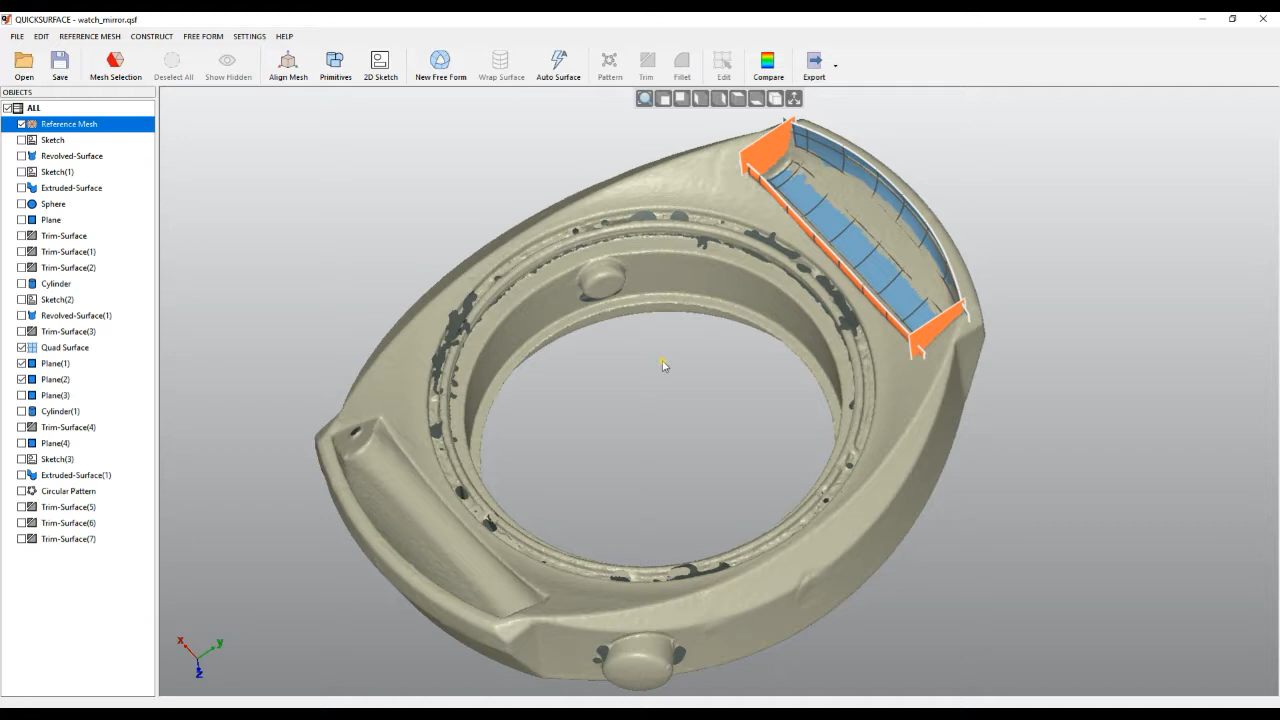 QUICKSURFACE - watch_mirror.qsf
FILE EDIT REFERENCE MESH CONSTRUCT FREE FORM SETTINGS HELP
Open Save Mesh Selection Deselect All Show Hidden Align Mesh Primitives 2D Sketch New Free Form Wrap Surface Auto Surface Pattern Trim Fillet Edit Compare Export
OBJECTS
ALL
Reference Mesh
Sketch
Revolved-Surface
Sketch(1)
Extruded-Surface
Sphere
Plane
Trim-Surface
Trim-Surface(1)
Trim-Surface(2)
Cylinder
Sketch(2)
Revolved-Surface(1)
Trim-Surface(3)
Quad Surface
Plane(1)
Plane(2)
Plane(3)
Cylinder(1)
Trim-Surface(4)
Plane(4)
Sketch(3)
Extruded-Surface(1)
Circular Pattern
Trim-Surface(5)
Trim-Surface(6)
Trim-Surface(7)
x y
z